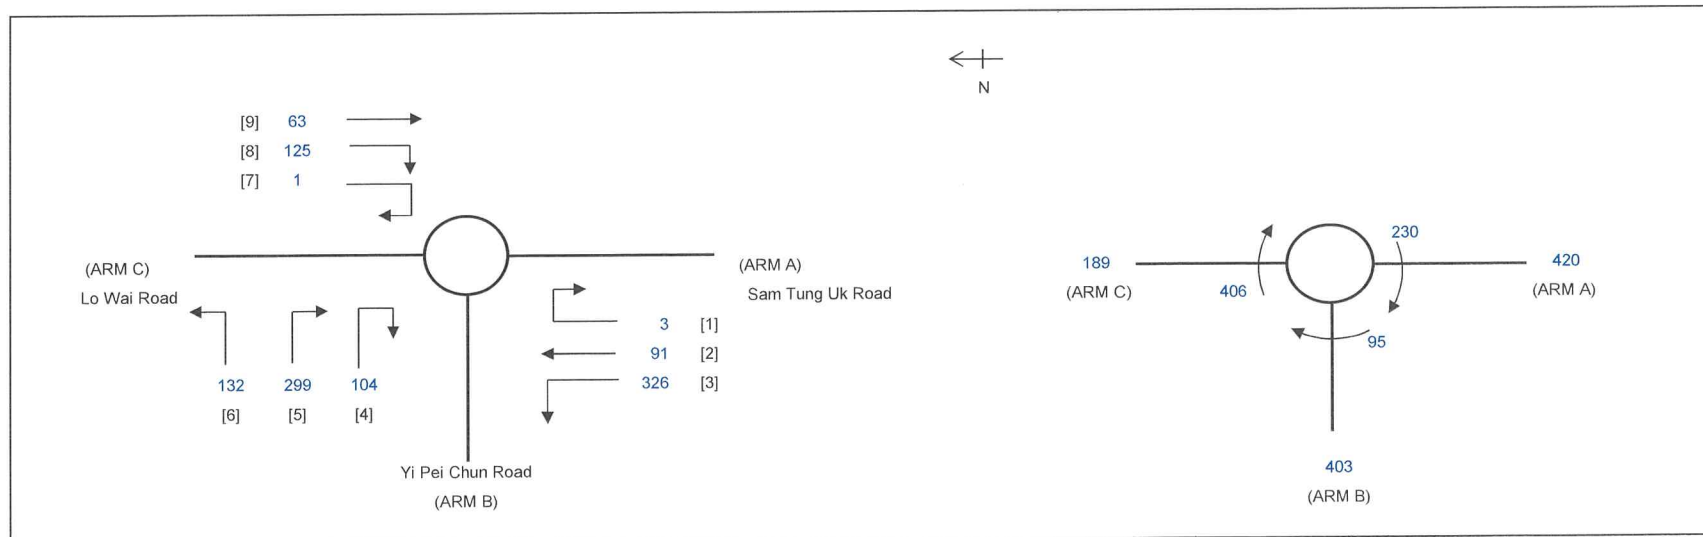 N
[9] 63
[8] 125
[7] 1
(ARM C)
Lo Wai Road
(ARM A)
Sam Tung Uk Road
3 [1]
91 [2]
326 [3]
132 299 104
[6] [5] [4]
Yi Pei Chun Road
(ARM B)
230
189
(ARM C)
406
420
(ARM A)
95
403
(ARM B)